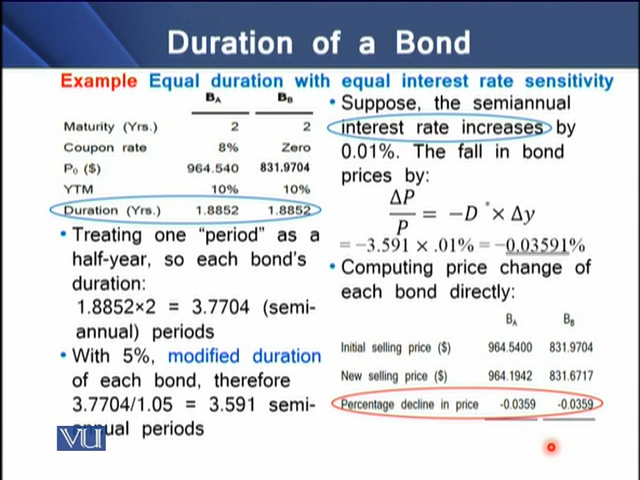 Duration of a Bond
Example Equal duration with equal interest rate sensitivity
BA BB
Maturity (Yrs.) 2 2
Coupon rate 8% Zero
P0 ($) 964.540 831.9704
YTM 10% 10%
Duration (Yrs.) 1.8852 1.8852
• Treating one “period” as a
half-year, so each bond's
duration:
1.8852×2 = 3.7704 (semi-
annual) periods
• With 5%, modified duration
of each bond, therefore
3.7704/1.05 = 3.591 semi-
annual periods
• Suppose, the semiannual
interest rate increases by
0.01%. The fall in bond
prices by:
ΔP/P = −D* × Δy
= −3.591 × .01% = −0.03591%
• Computing price change of
each bond directly:
BA BB
Initial selling price ($) 964.5400 831.9704
New selling price ($) 964.1942 831.6717
Percentage decline in price -0.0359 -0.0359
VU